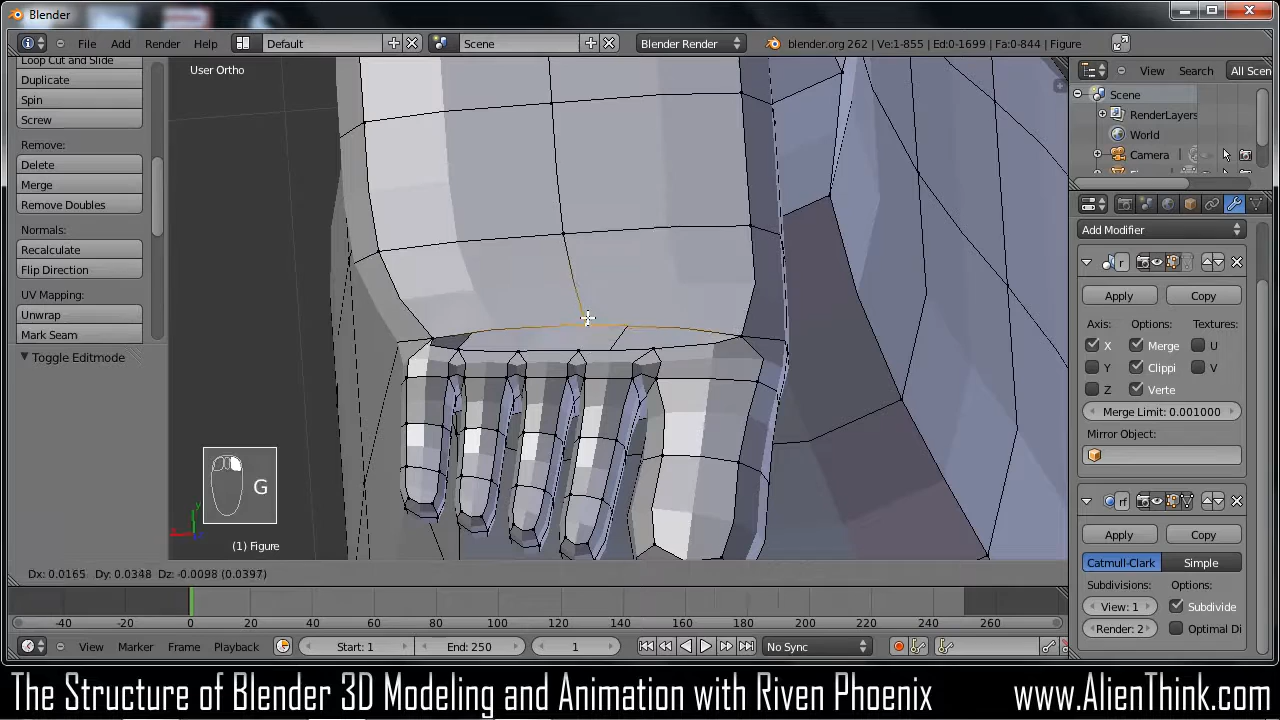 Blender
File Add Render Help Default Scene Blender Render blender.org 262 | Ve:1-855 | Ed:0-1699 | Fa:0-844 | Figure
Loop Cut and Slide
Duplicate
Spin
Screw
Remove:
Delete
Merge
Remove Doubles
Normals:
Recalculate
Flip Direction
UV Mapping:
Unwrap
Mark Seam
Toggle Editmode
User Ortho
G
(1) Figure
Dx: 0.0165 Dy: 0.0348 Dz: -0.0098 (0.0397)
View Search All Scen
Scene
RenderLayers
World
Camera
Add Modifier
Apply Copy
Axis: Options: Textures:
X Merge U
Y Clippi V
Z Verte
Merge Limit: 0.001000
Mirror Object:
Apply Copy
Catmull-Clark Simple
Subdivisions: Options:
View: 1 Subdivide
Render: 2 Optimal Di
-40 -20 0 20 40 60 80 100 120 140 160 180 200 220 240 260
View Marker Frame Playback Start: 1 End: 250 1 No Sync
The Structure of Blender 3D Modeling and Animation with Riven Phoenix www.AlienThink.com